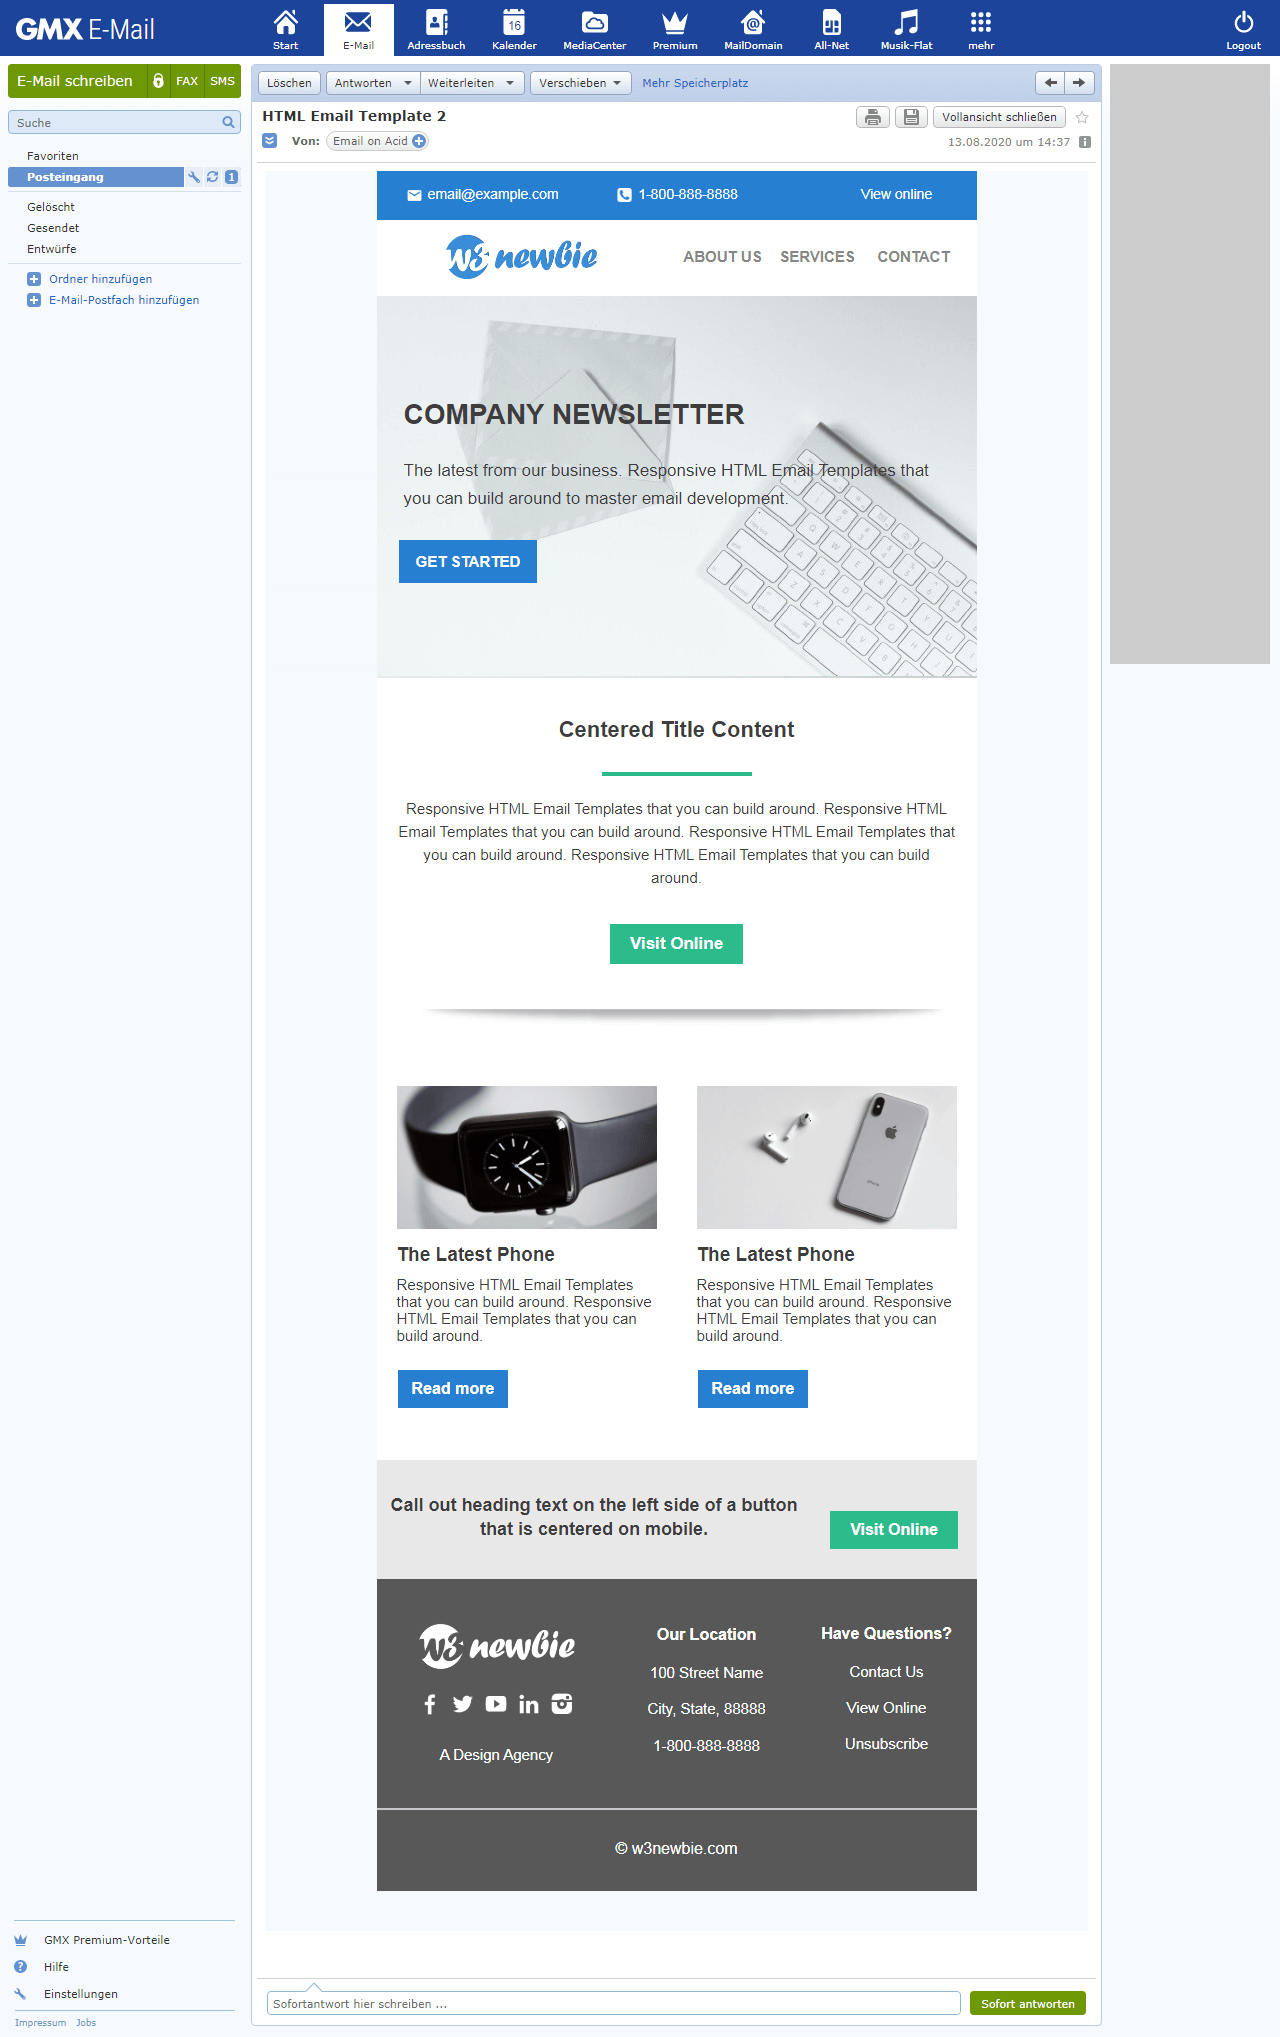 GMX E-Mail
Start
E-Mail
Adressbuch
16
Kalender
MediaCenter
Premium
@
MailDomain
All-Net
Musik-Flat
mehr
Logout
E-Mail schreiben FAX SMS
Suche
Favoriten
Posteingang 1
Gelöscht
Gesendet
Entwürfe
Ordner hinzufügen
E-Mail-Postfach hinzufügen
Löschen Antworten Weiterleiten Verschieben Mehr Speicherplatz
HTML Email Template 2
Vollansicht schließen
Von: Email on Acid
13.08.2020 um 14:37
email@example.com 1-800-888-8888 View online
w3 newbie
ABOUT US SERVICES CONTACT
COMPANY NEWSLETTER
The latest from our business. Responsive HTML Email Templates that
you can build around to master email development.
GET STARTED
Centered Title Content
Responsive HTML Email Templates that you can build around. Responsive HTML
Email Templates that you can build around. Responsive HTML Email Templates that
you can build around. Responsive HTML Email Templates that you can build
around.
Visit Online
The Latest Phone
Responsive HTML Email Templates
that you can build around. Responsive
HTML Email Templates that you can
build around.
Read more
The Latest Phone
Responsive HTML Email Templates
that you can build around. Responsive
HTML Email Templates that you can
build around.
Read more
Call out heading text on the left side of a button
that is centered on mobile.
Visit Online
w3 newbie
A Design Agency
Our Location
100 Street Name
City, State, 88888
1-800-888-8888
Have Questions?
Contact Us
View Online
Unsubscribe
© w3newbie.com
GMX Premium-Vorteile
Hilfe
Einstellungen
Impressum Jobs
Sofortantwort hier schreiben ...
Sofort antworten